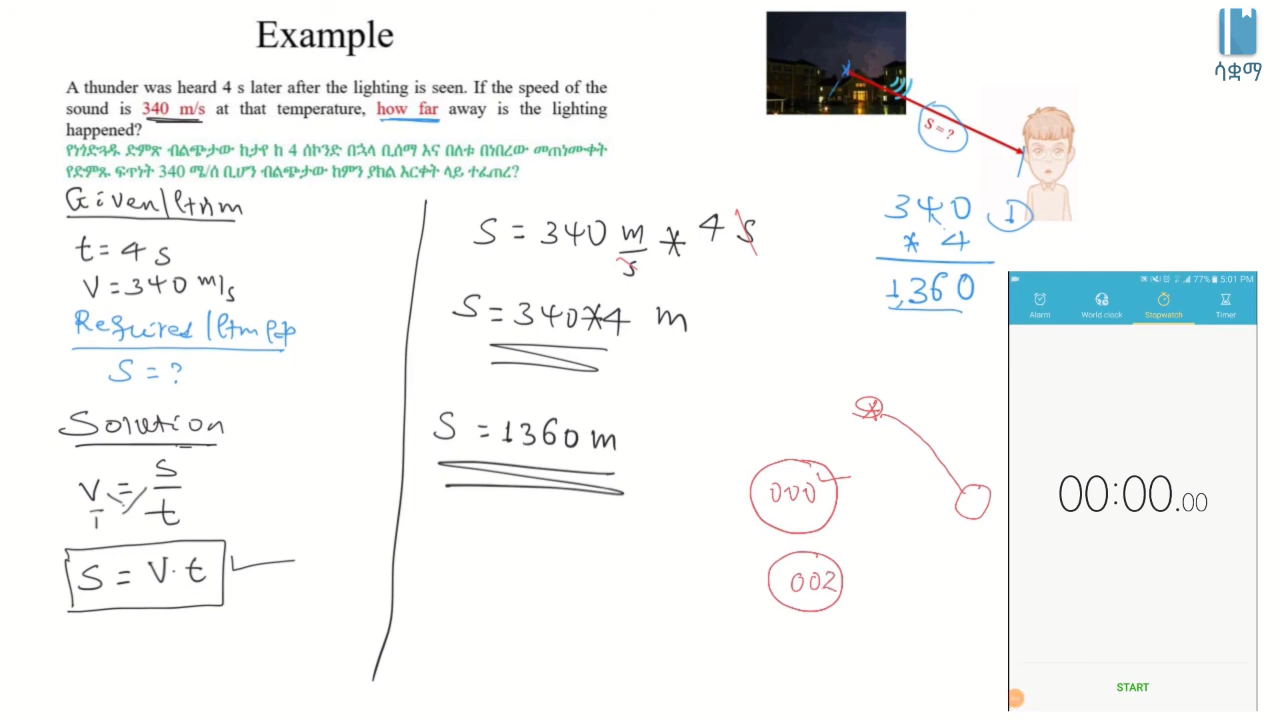 Example
A thunder was heard 4 s later after the lighting is seen. If the speed of the
sound is 340 m/s at that temperature, how far away is the lighting
happened?
የነጎድጓዱ ድምጽ ብልጭታው ከታየ ከ 4 ሰኮንድ በኋላ ቢሰማ እና በለቱ በነበረው መጠነሙቀት
የድምጹ ፍጥነት 340 ሜ/ሰ ቢሆን ብልጭታው ከምን ያክል እርቀት ላይ ተፈጠረ?
Given/
t = 4 s
V = 340 m/s
Required/
S = ?
Solution
V = s/t
S = V · t
S = 340 m/s * 4 s
S = 340*4 m
S = 1360 m
S = ?
340
* 4
1,360
1
000
002
ሳቋማ
77% 5:01 PM
Alarm World clock Stopwatch Timer
00:00.00
START